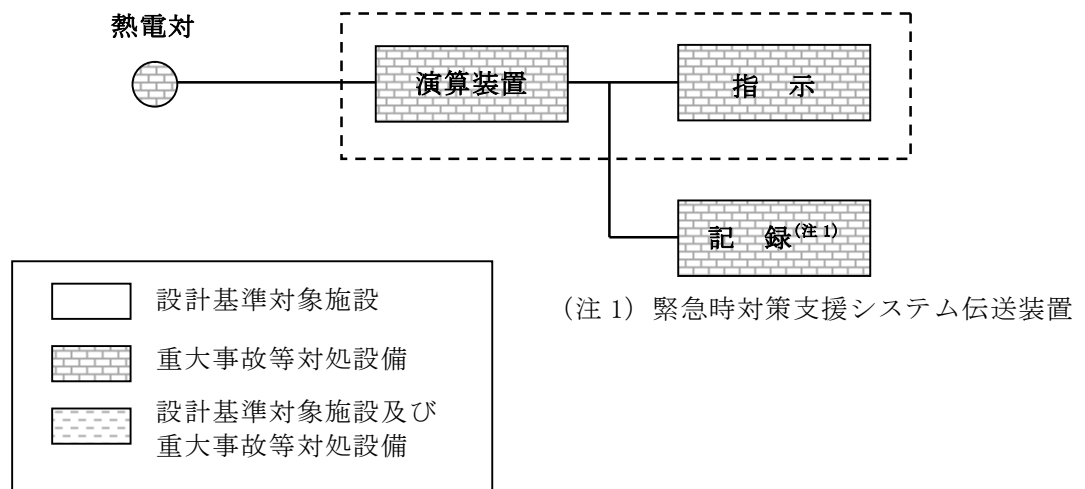 熱電対
演算装置
指　示
記　録(注1)
(注 1) 緊急時対策支援システム伝送装置
設計基準対象施設
重大事故等対処設備
設計基準対象施設及び
重大事故等対処設備